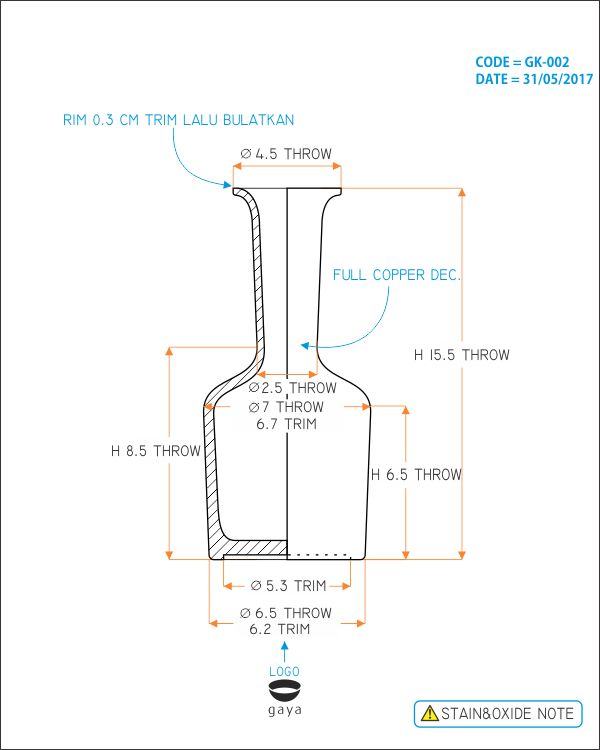 CODE = GK-002
DATE = 31/05/2017
RIM 0.3 CM TRIM LALU BULATKAN
Ø 4.5 THROW
FULL COPPER DEC.
H 15.5 THROW
Ø 2.5 THROW
Ø 7 THROW
6.7 TRIM
H 8.5 THROW
H 6.5 THROW
Ø 5.3 TRIM
Ø 6.5 THROW
6.2 TRIM
LOGO
gaya
STAIN&OXIDE NOTE